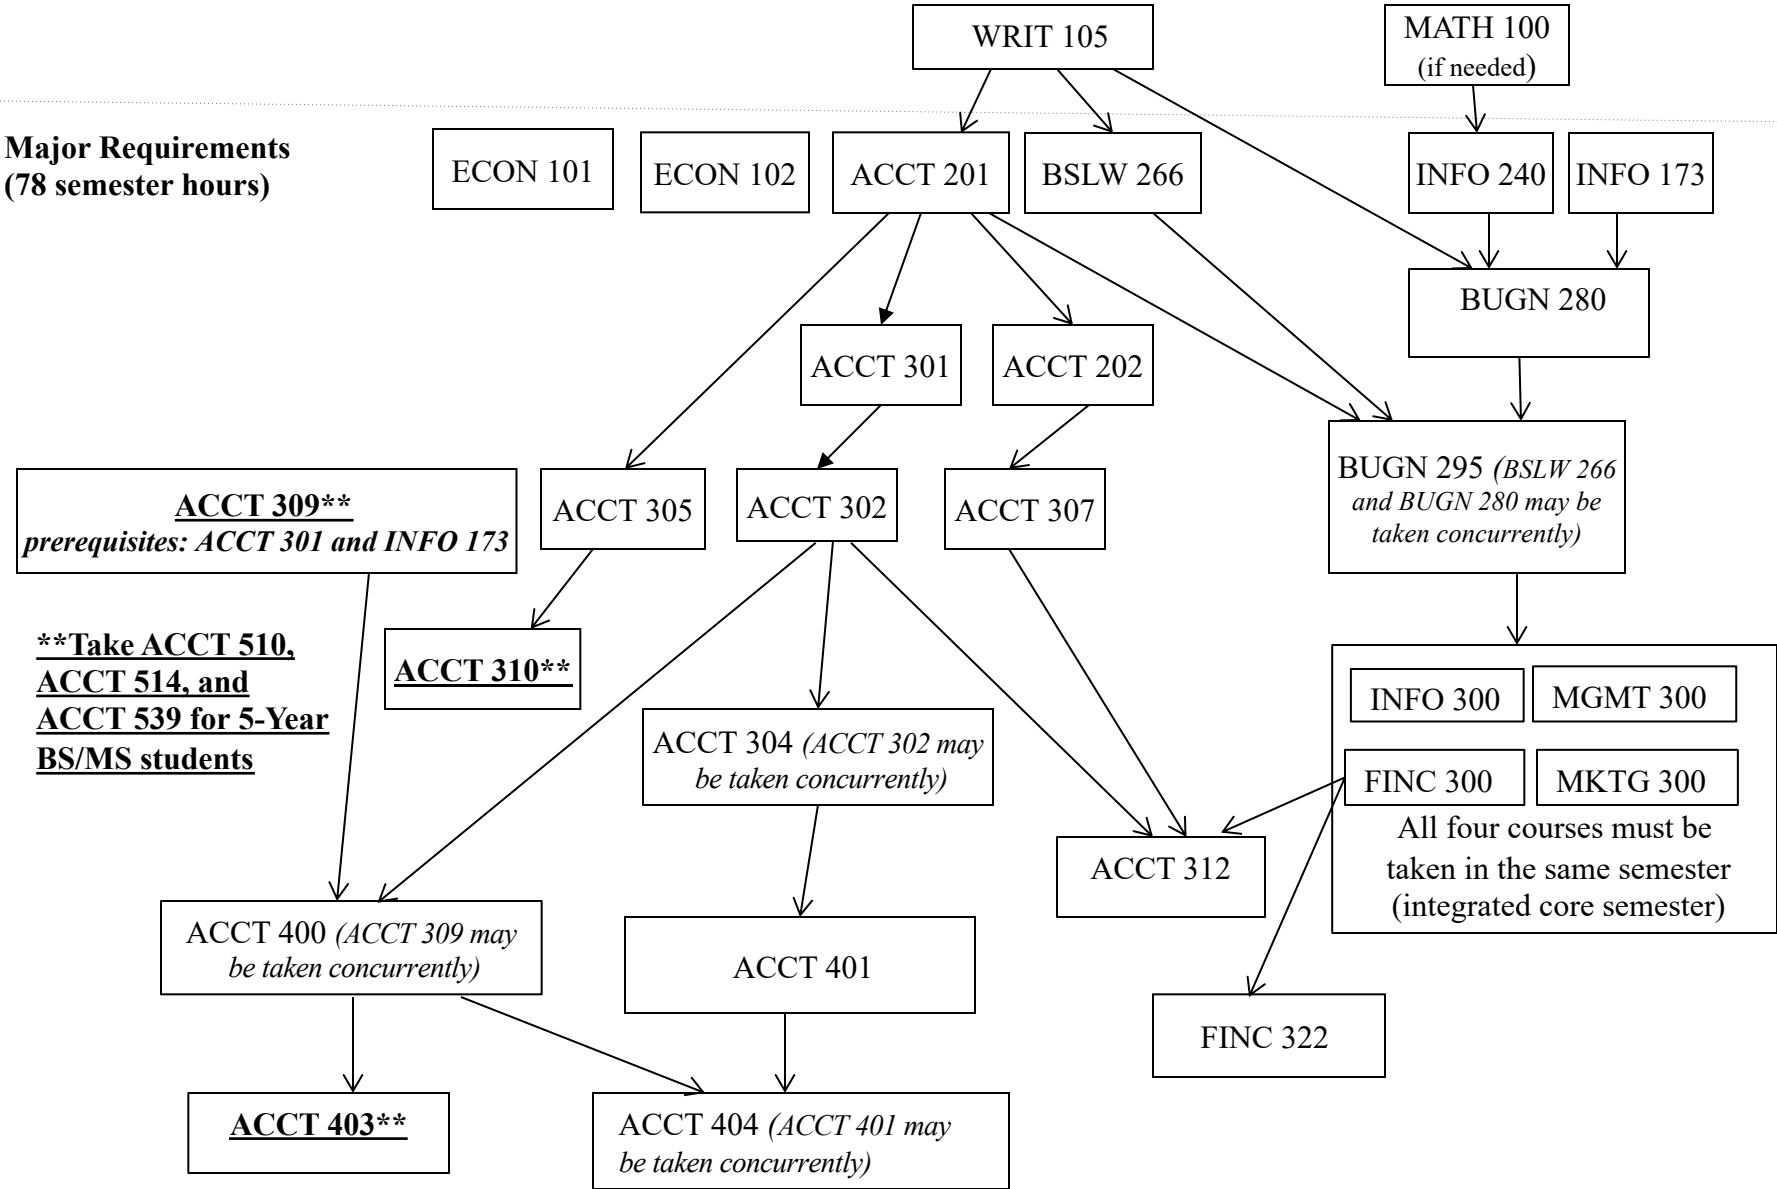 WRIT 105
MATH 100
(if needed)
Major Requirements
(78 semester hours)
ECON 101
ECON 102
ACCT 201
BSLW 266
INFO 240
INFO 173
BUGN 280
ACCT 301
ACCT 202
BUGN 295 (BSLW 266
and BUGN 280 may be
taken concurrently)
ACCT 309**
prerequisites: ACCT 301 and INFO 173
ACCT 305
ACCT 302
ACCT 307
**Take ACCT 510,
ACCT 514, and
ACCT 539 for 5-Year
BS/MS students
ACCT 310**
INFO 300
MGMT 300
ACCT 304 (ACCT 302 may
be taken concurrently)
FINC 300
MKTG 300
All four courses must be
taken in the same semester
(integrated core semester)
ACCT 312
ACCT 400 (ACCT 309 may
be taken concurrently)
ACCT 401
FINC 322
ACCT 403**
ACCT 404 (ACCT 401 may
be taken concurrently)